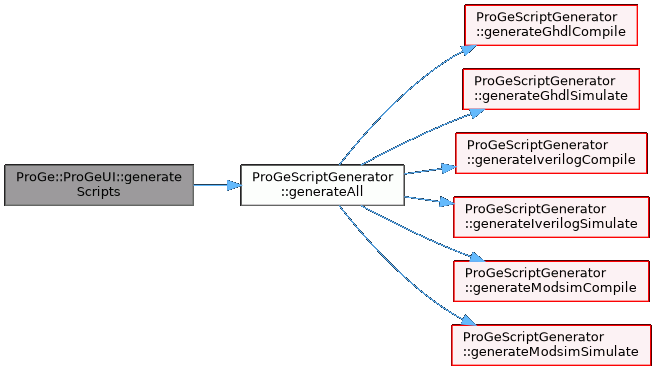 ProGe::ProGeUI::generate
Scripts
ProGeScriptGenerator
::generateAll
ProGeScriptGenerator
::generateGhdlCompile
ProGeScriptGenerator
::generateGhdlSimulate
ProGeScriptGenerator
::generateIverilogCompile
ProGeScriptGenerator
::generateIverilogSimulate
ProGeScriptGenerator
::generateModsimCompile
ProGeScriptGenerator
::generateModsimSimulate